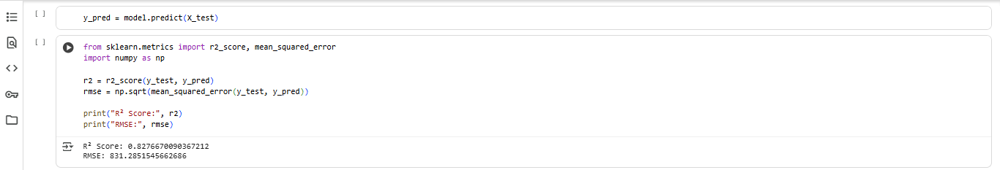 [ ]
y_pred = model.predict(X_test)
[ ]
from sklearn.metrics import r2_score, mean_squared_error
import numpy as np
r2 = r2_score(y_test, y_pred)
rmse = np.sqrt(mean_squared_error(y_test, y_pred))
print("R² Score:", r2)
print("RMSE:", rmse)
R² Score: 0.8276670090367212
RMSE: 831.2851545662686